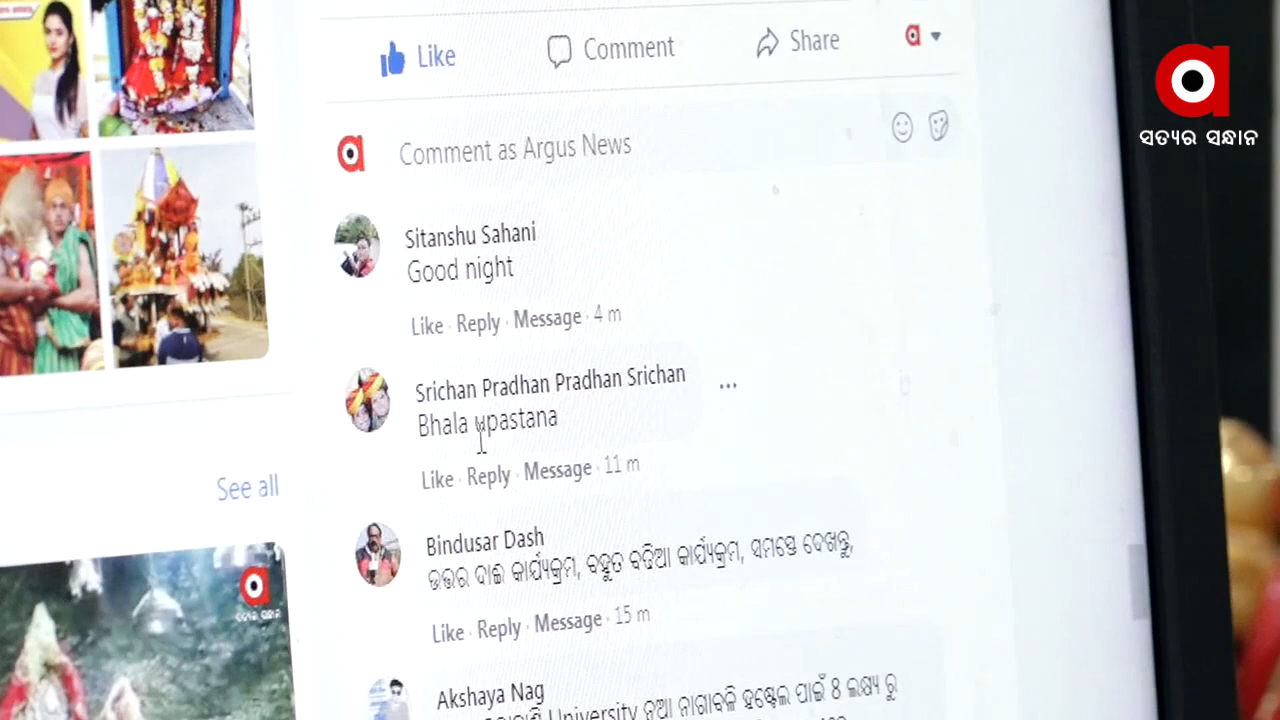 Like
Comment
Share
ସତ୍ୟର ସନ୍ଧାନ
Comment as Argus News
Sitanshu Sahani
Good night
Like · Reply · Message · 4 m
Srichan Pradhan Pradhan Srichan
Bhala upastana
Like · Reply · Message · 11 m
See all
Bindusar Dash
ଉତ୍ତର ଦାଈ କାର୍ଯ୍ୟକ୍ରମ, ବହୁତ ବଢିଆ କାର୍ଯ୍ୟକ୍ରମ, ସମସ୍ତେ ଦେଖନ୍ତୁ,
Like · Reply · Message · 15 m
Akshaya Nag
University ନୂଆ ନାଗାବଳି ହଷ୍ଟେଲ ପାଇଁ 8 ଲକ୍ଷ୍ୟ ରୁ